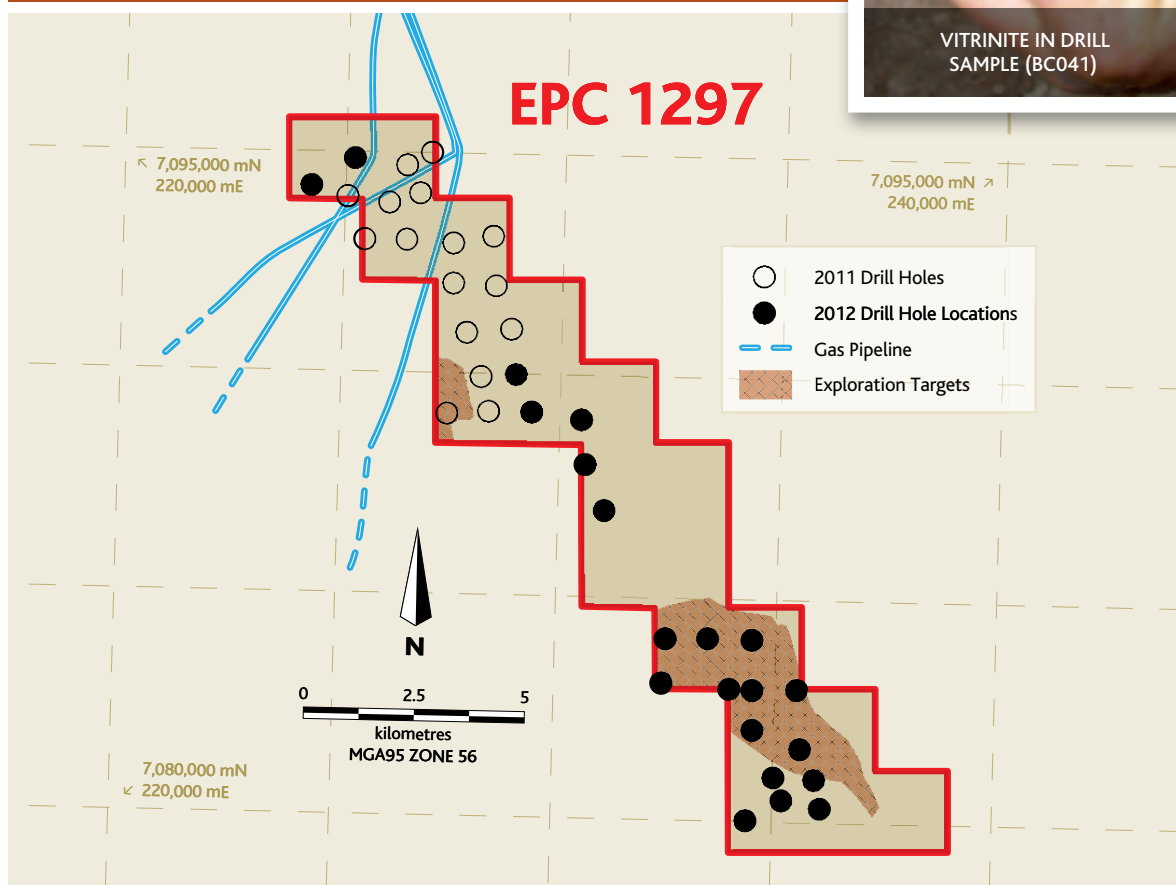 VITRINITE IN DRILL
SAMPLE (BC041)
EPC 1297
7,095,000 mN
220,000 mE
7,095,000 mN
240,000 mE
2011 Drill Holes
2012 Drill Hole Locations
Gas Pipeline
Exploration Targets
N
0 2.5 5
kilometres
MGA95 ZONE 56
7,080,000 mN
220,000 mE